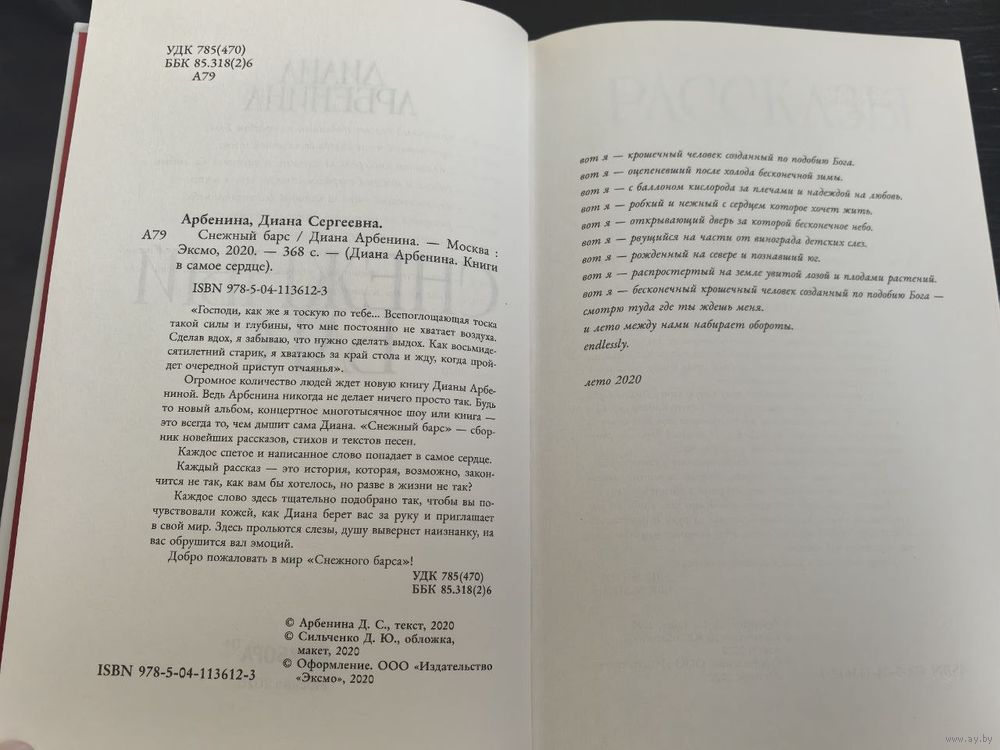 УДК 785(470)
ББК 85.318(2)6
А79
Арбенина, Диана Сергеевна.
А79 Снежный барс / Диана Арбенина. — Москва :
Эксмо, 2020. — 368 с. — (Диана Арбенина. Книги
в самое сердце).
ISBN 978-5-04-113612-3
«Господи, как же я тоскую по тебе... Всепоглощающая тоска
такой силы и глубины, что мне постоянно не хватает воздуха.
Сделав вдох, я забываю, что нужно сделать выдох. Как восьмиде-
сятилетний старик, я хватаюсь за край стола и жду, когда прой-
дет очередной приступ отчаянья».
Огромное количество людей ждет новую книгу Дианы Арбе-
ниной. Ведь Арбенина никогда не делает ничего просто так. Будь
то новый альбом, концертное многотысячное шоу или книга —
это всегда то, чем дышит сама Диана. «Снежный барс» — сбор-
ник новейших рассказов, стихов и текстов песен.
Каждое спетое и написанное слово попадает в самое сердце.
Каждый рассказ — это история, которая, возможно, закон-
чится не так, как вам бы хотелось, но разве в жизни не так?
Каждое слово здесь тщательно подобрано так, чтобы вы по-
чувствовали кожей, как Диана берет вас за руку и приглашает
в свой мир. Здесь прольются слезы, душу вывернет наизнанку, на
вас обрушится вал эмоций.
Добро пожаловать в мир «Снежного барса»!
УДК 785(470)
ББК 85.318(2)6
© Арбенина Д. С., текст, 2020
© Сильченко Д. Ю., обложка,
макет, 2020
© Оформление. ООО «Издательство
«Эксмо», 2020
ISBN 978-5-04-113612-3
вот я — крошечный человек созданный по подобию Бога.
вот я — оцепеневший после холода бесконечной зимы.
вот я — с баллоном кислорода за плечами и надеждой на любовь.
вот я — робкий и нежный с сердцем которое хочет жить.
вот я — открывающий дверь за которой бесконечное небо.
вот я — рвущийся на части от винограда детских слез.
вот я — рожденный на севере и познавший юг.
вот я — распростертый на земле увитой лозой и плодами растений.
вот я — бесконечный крошечный человек созданный по подобию Бога —
смотрю туда где ты ждешь меня.
и лето между нами набирает обороты.
endlessly.
лето 2020
www.ay.by